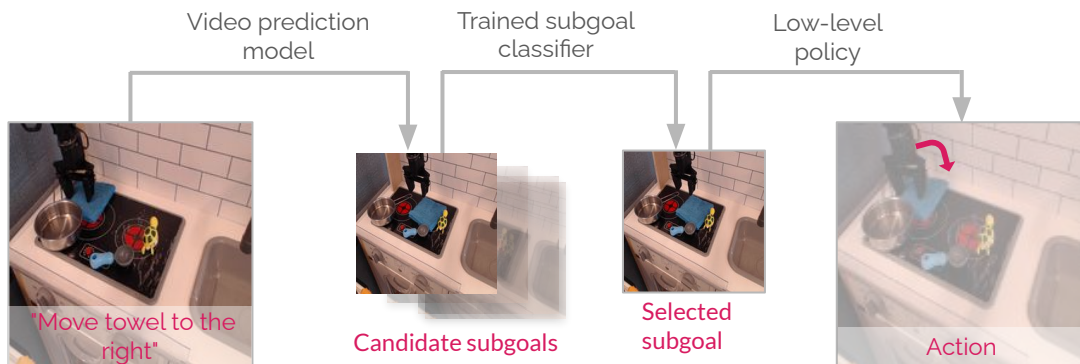 Video prediction
model
Trained subgoal
classifier
Low-level
policy
"Move towel to the
right"
Candidate subgoals
Selected
subgoal
Action